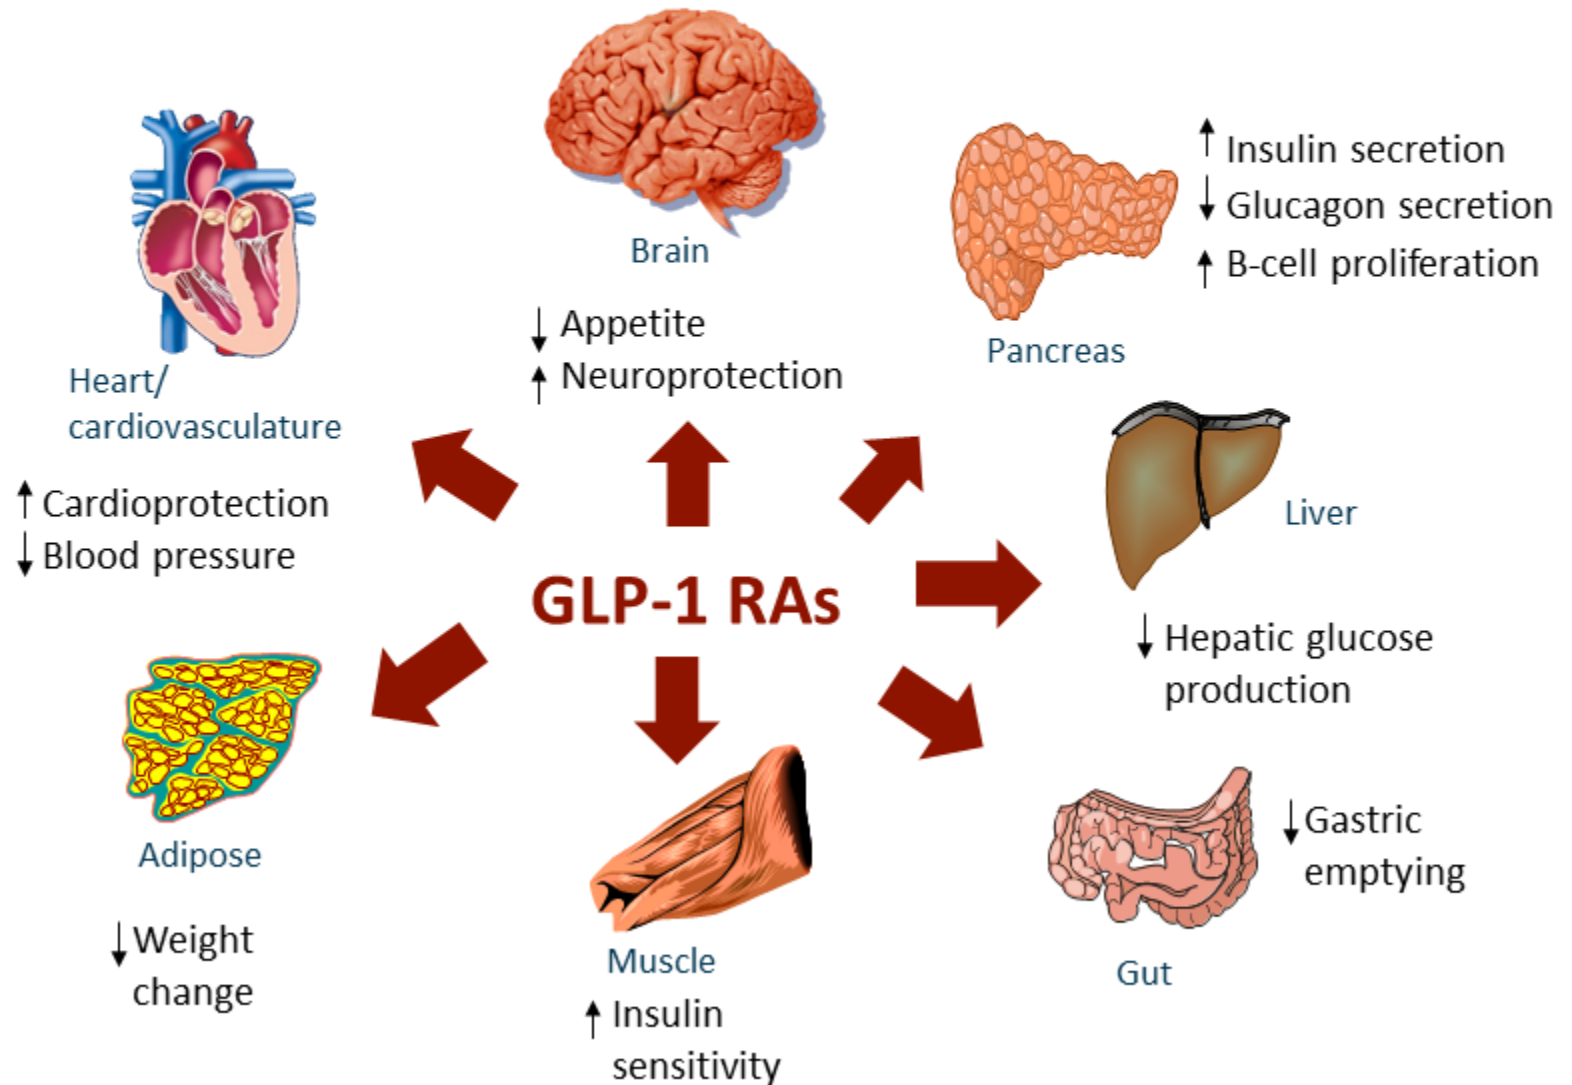 Brain
↓ Appetite
↑ Neuroprotection
↑ Insulin secretion
↓ Glucagon secretion
↑ B-cell proliferation
Pancreas
Heart/
cardiovasculature
↑ Cardioprotection
↓ Blood pressure
Liver
↓ Hepatic glucose
production
GLP-1 RAs
Adipose
↓ Weight
change
Muscle
↑ Insulin
sensitivity
↓ Gastric
emptying
Gut